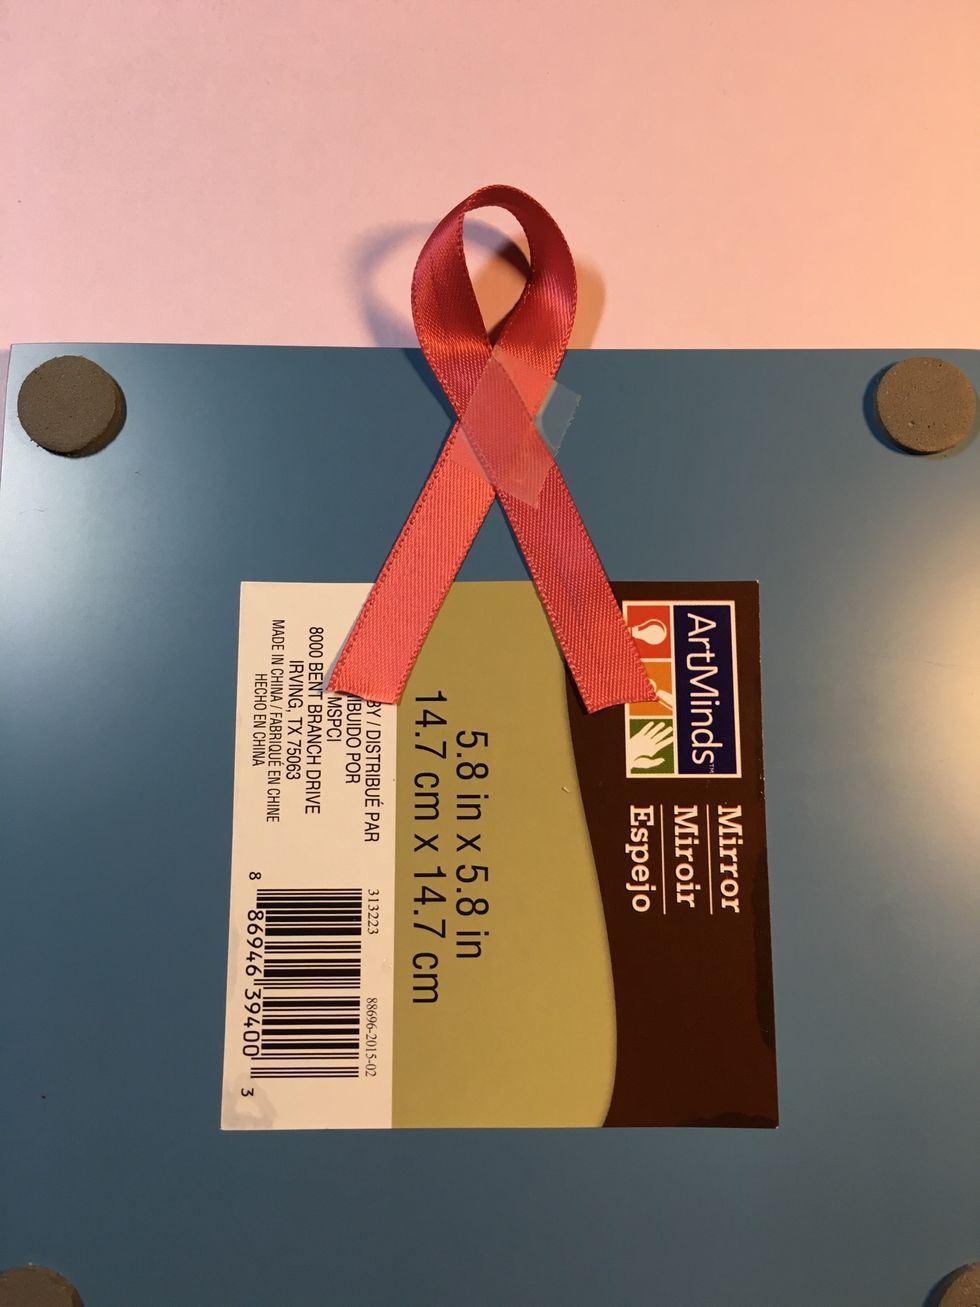 ArtMinds™
Mirror
Miroir
Espejo
5.8 in x 5.8 in
14.7 cm x 14.7 cm
313223 88696-2015-02
BY / DISTRIBUÉ PAR
IBUIDO POR
MSPCI
8000 BENT BRANCH DRIVE
IRVING, TX 75063
MADE IN CHINA / FABRIQUÉ EN CHINE
HECHO EN CHINA
8 86946 39400 3